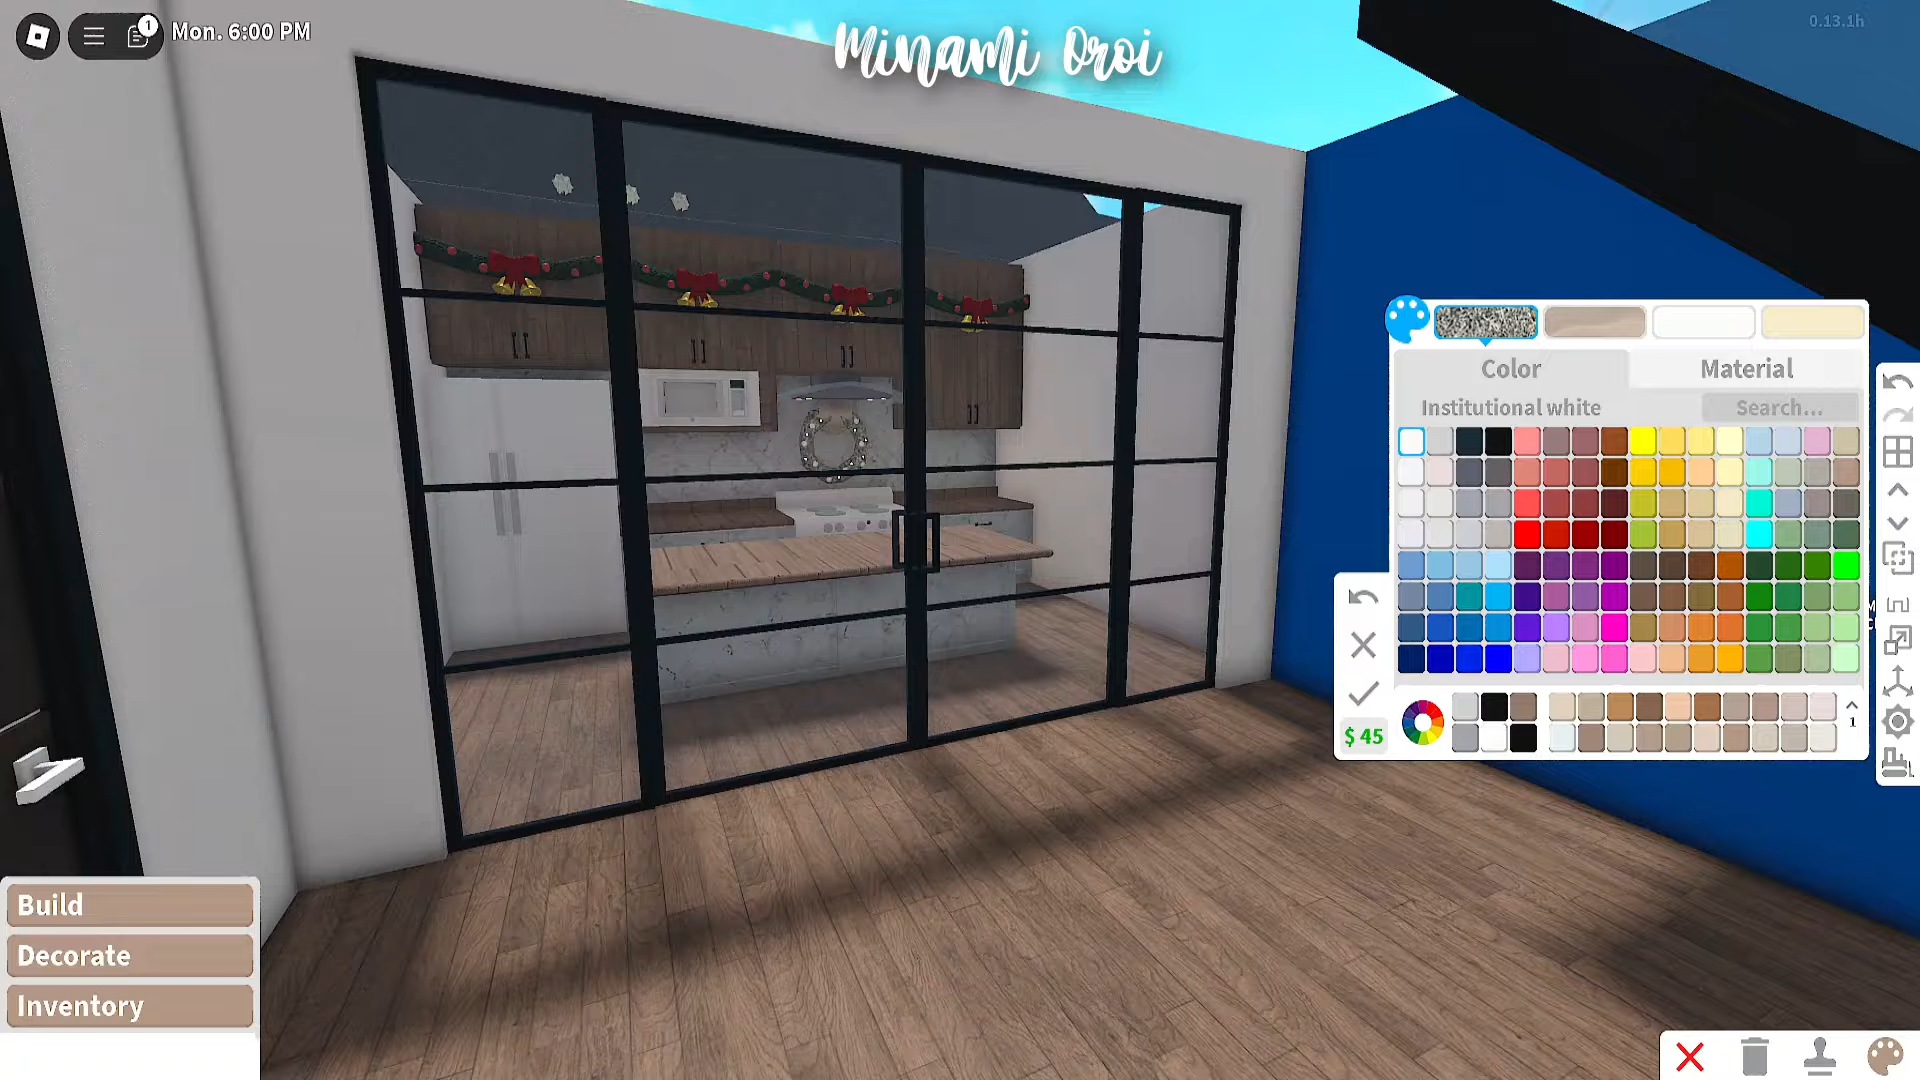 1
Mon. 6:00 PM
Minami Oroi
0.13.1h
Color
Material
Institutional white
Search...
$ 45
1
Build
Decorate
Inventory